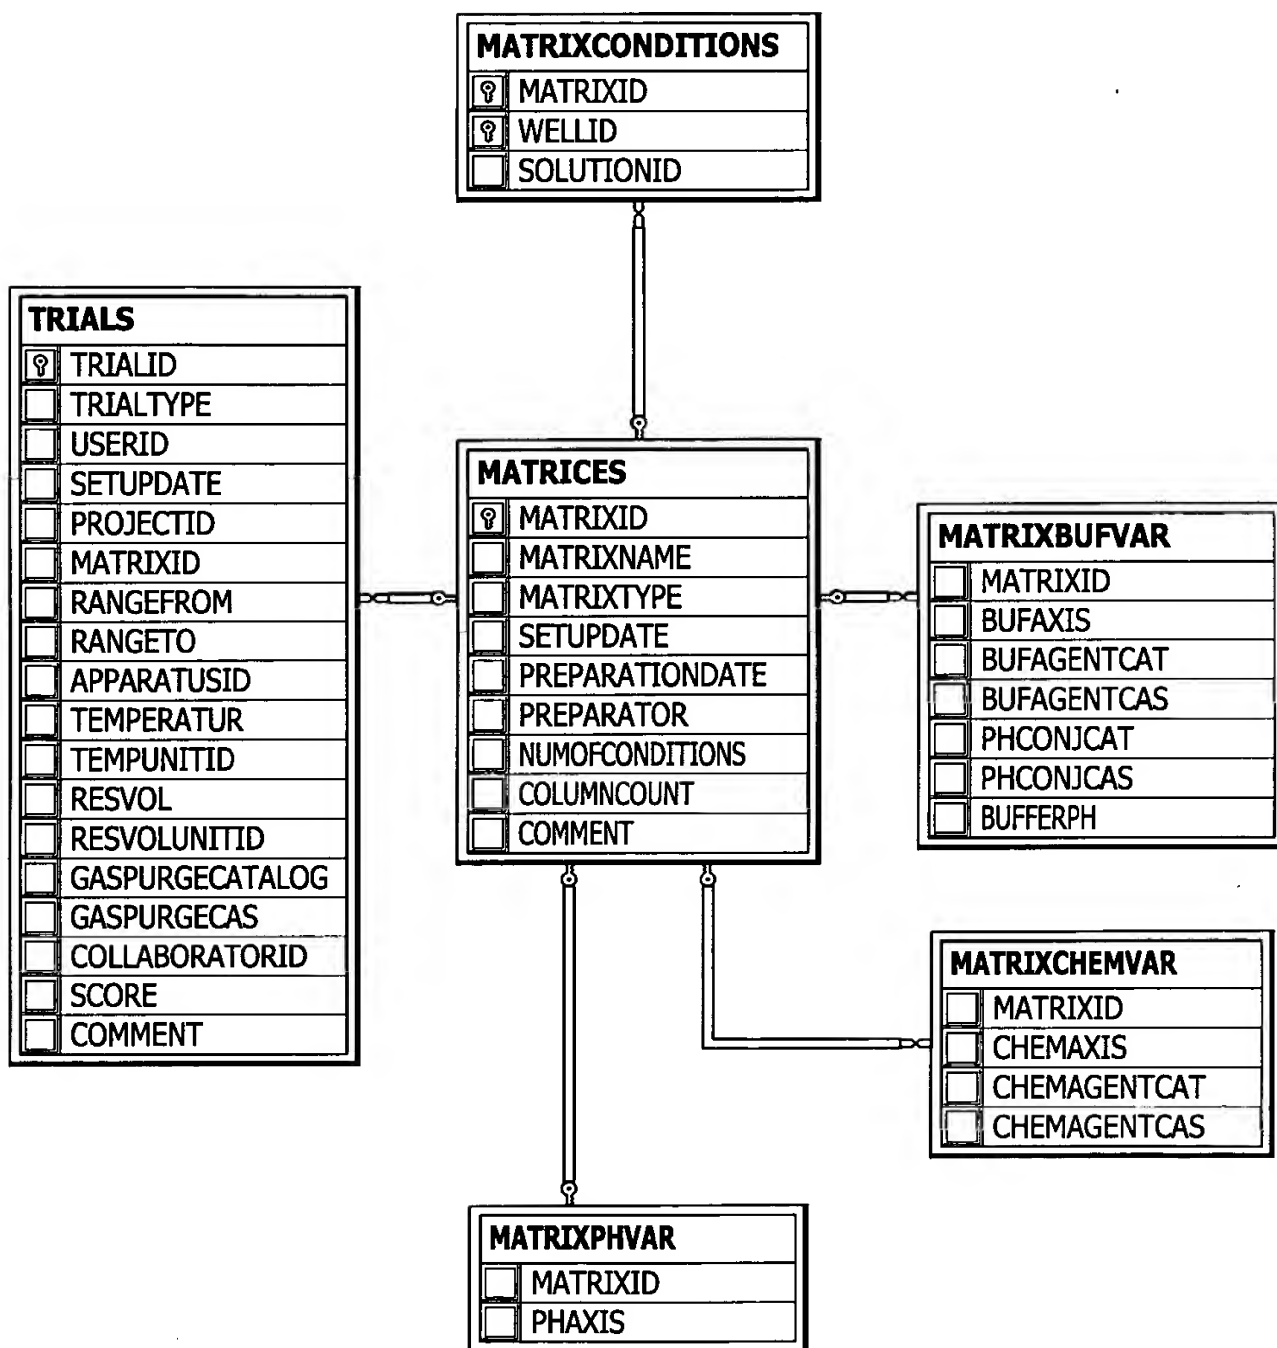 MATRIXCONDITIONS
MATRIXID
WELLID
SOLUTIONID
TRIALS
TRIALID
TRIALTYPE
USERID
SETUPDATE
PROJECTID
MATRIXID
RANGEFROM
RANGETO
APPARATUSID
TEMPERATUR
TEMPUNITID
RESVOL
RESVOLUNITID
GASPURGECATALOG
GASPURGECAS
COLLABORATORID
SCORE
COMMENT
MATRICES
MATRIXID
MATRIXNAME
MATRIXTYPE
SETUPDATE
PREPARATIONDATE
PREPARATOR
NUMOFCONDITIONS
COLUMNCOUNT
COMMENT
MATRIXBUFVAR
MATRIXID
BUFAXIS
BUFAGENTCAT
BUFAGENTCAS
PHCONJCAT
PHCONJCAS
BUFFERPH
MATRIXCHEMVAR
MATRIXID
CHEMAXIS
CHEMAGENTCAT
CHEMAGENTCAS
MATRIXPHVAR
MATRIXID
PHAXIS